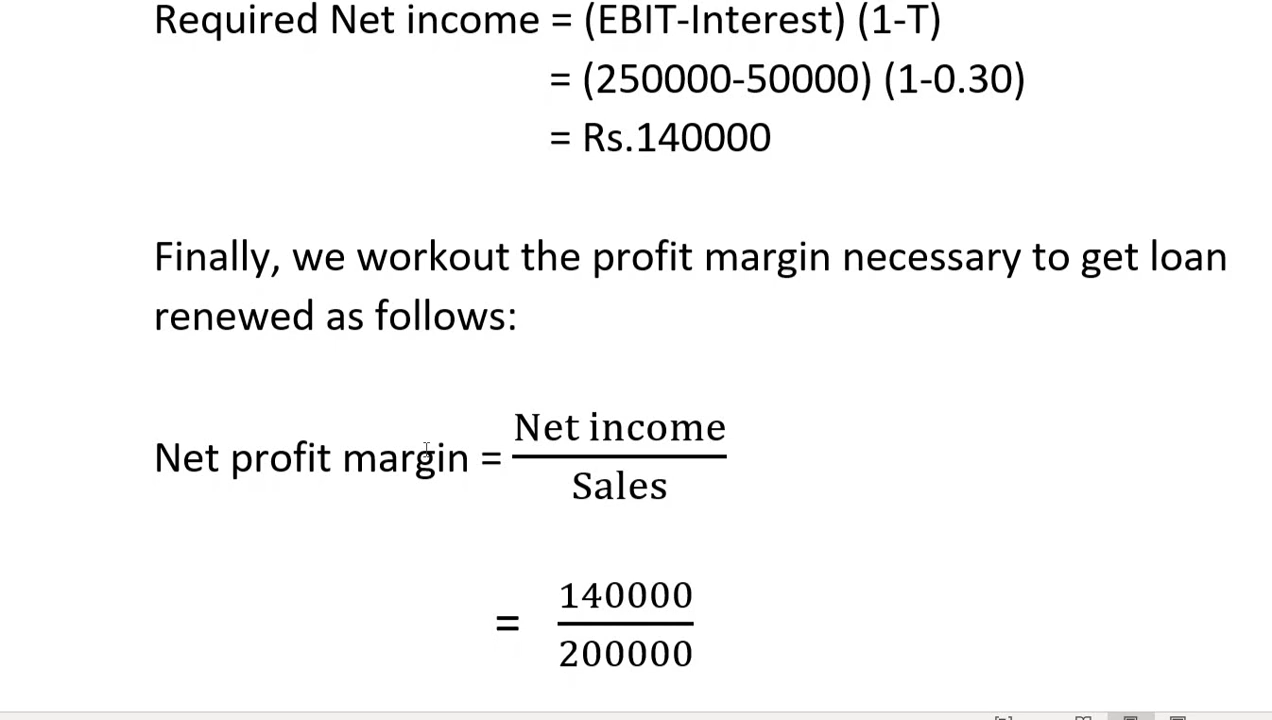 Required Net income = (EBIT-Interest) (1-T)
= (250000-50000) (1-0.30)
= Rs.140000
Finally, we workout the profit margin necessary to get loan
renewed as follows:
Net profit margin = Net income
Sales
= 140000
200000